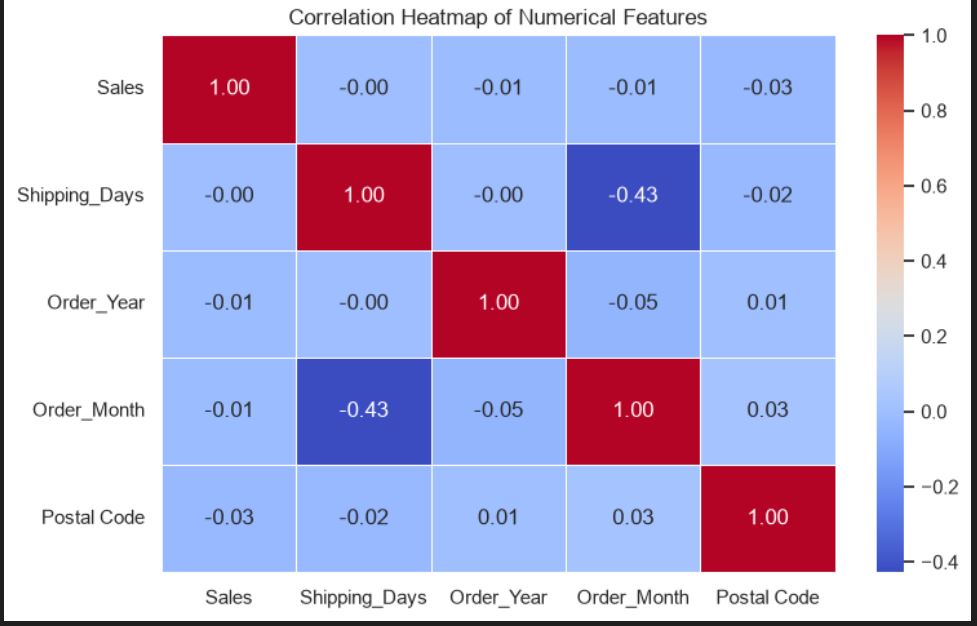 Correlation Heatmap of Numerical Features
Sales 1.00 -0.00 -0.01 -0.01 -0.03
Shipping_Days -0.00 1.00 -0.00 -0.43 -0.02
Order_Year -0.01 -0.00 1.00 -0.05 0.01
Order_Month -0.01 -0.43 -0.05 1.00 0.03
Postal Code -0.03 -0.02 0.01 0.03 1.00
Sales Shipping_Days Order_Year Order_Month Postal Code
1.0
0.8
0.6
0.4
0.2
0.0
−0.2
−0.4